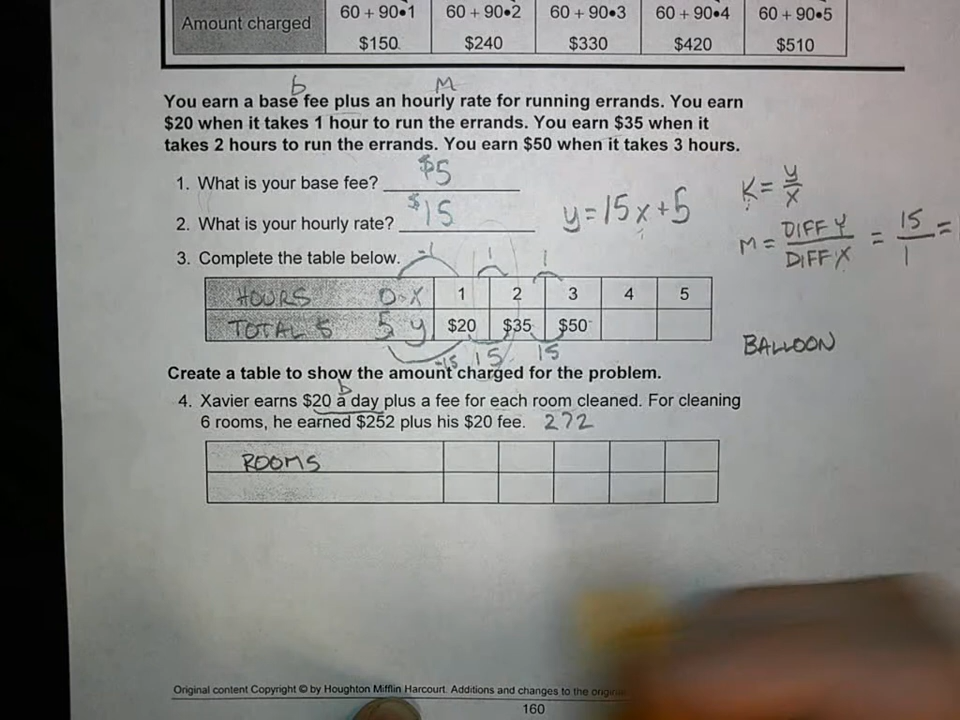 Amount charged 60 + 90•1 60 + 90•2 60 + 90•3 60 + 90•4 60 + 90•5
$150 $240 $330 $420 $510
b M
You earn a base fee plus an hourly rate for running errands. You earn
$20 when it takes 1 hour to run the errands. You earn $35 when it
takes 2 hours to run the errands. You earn $50 when it takes 3 hours.
1. What is your base fee? $5
2. What is your hourly rate? $15
y=15x+5
K = y/x
M = DIFF Y/DIFF X = 15/1 =
3. Complete the table below.
-1 1 1
HOURS 0 X 1 2 3 4 5
TOTAL $ 5 y $20 $35 $50
-15 15 15
BALLOON
Create a table to show the amount charged for the problem.
b
4. Xavier earns $20 a day plus a fee for each room cleaned. For cleaning
6 rooms, he earned $252 plus his $20 fee. 272
ROOMS
Original content Copyright © by Houghton Mifflin Harcourt. Additions and changes to the
160